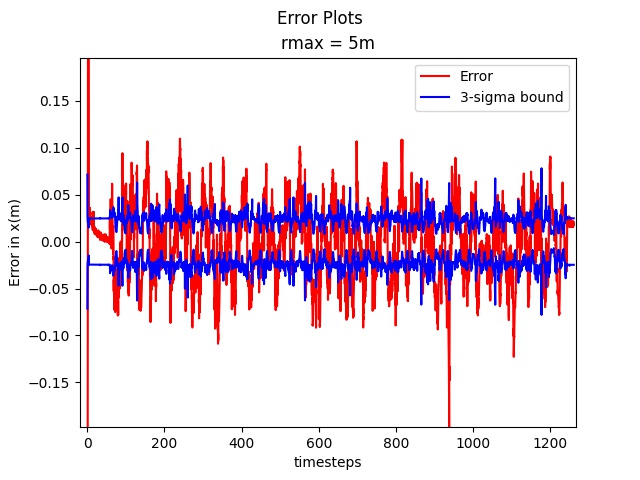 Error Plots
rmax = 5m
Error
3-sigma bound
Error in x(m)
0.15
0.10
0.05
0.00
−0.05
−0.10
−0.15
0
200
400
600
800
1000
1200
timesteps